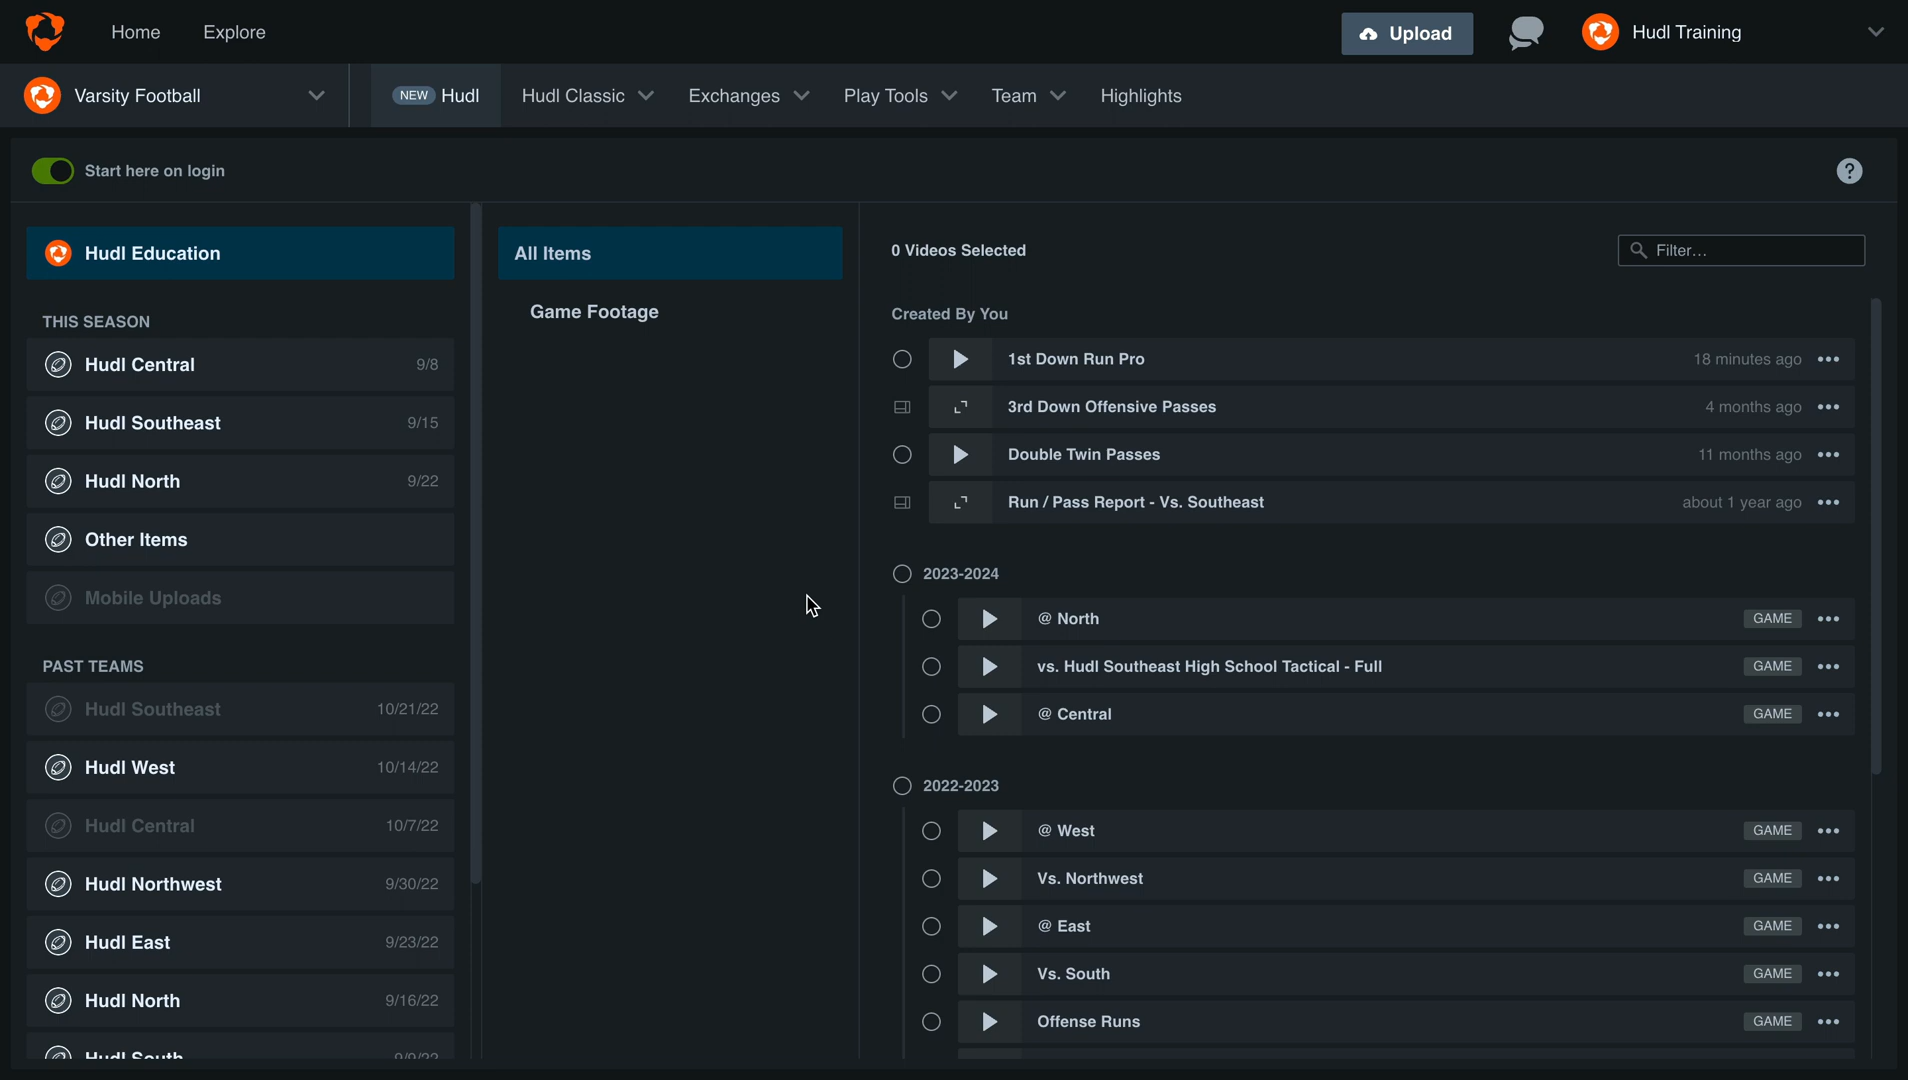 Home
Explore
Upload
Hudl Training
Varsity Football
NEW Hudl
Hudl Classic
Exchanges
Play Tools
Team
Highlights
Start here on login
?
Hudl Education
THIS SEASON
Hudl Central 9/8
Hudl Southeast 9/15
Hudl North 9/22
Other Items
Mobile Uploads
PAST TEAMS
Hudl Southeast 10/21/22
Hudl West 10/14/22
Hudl Central 10/7/22
Hudl Northwest 9/30/22
Hudl East 9/23/22
Hudl North 9/16/22
Hudl South 9/9/22
All Items
Game Footage
0 Videos Selected
Filter...
Created By You
1st Down Run Pro 18 minutes ago
3rd Down Offensive Passes 4 months ago
Double Twin Passes 11 months ago
Run / Pass Report - Vs. Southeast about 1 year ago
2023-2024
@ North GAME
vs. Hudl Southeast High School Tactical - Full GAME
@ Central GAME
2022-2023
@ West GAME
Vs. Northwest GAME
@ East GAME
Vs. South GAME
Offense Runs GAME